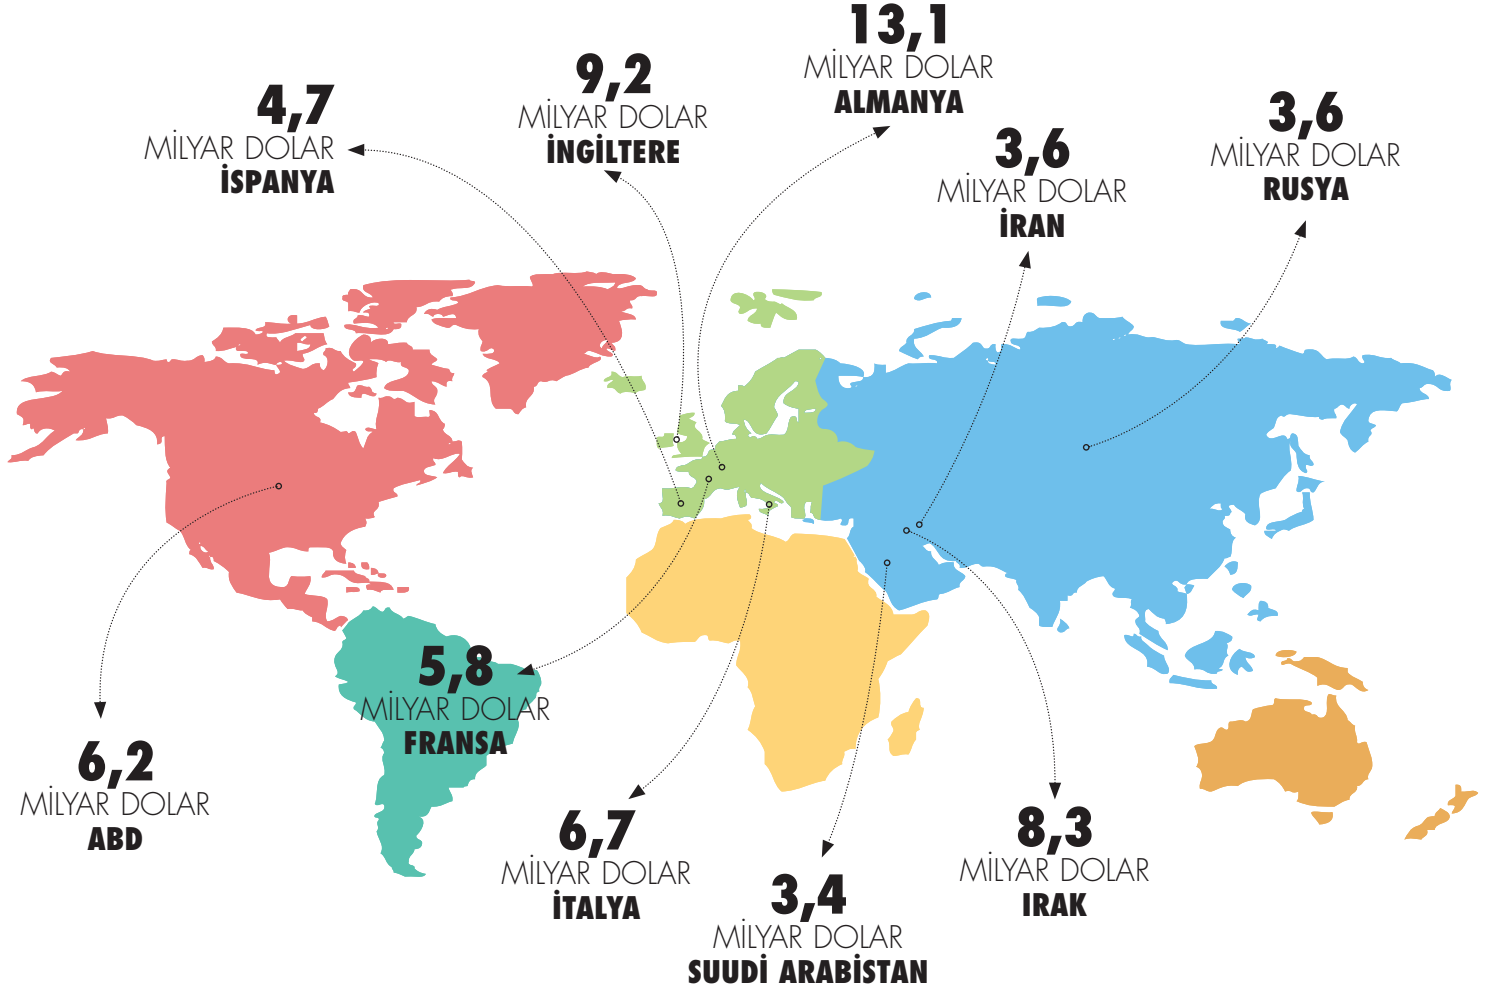 13,1
MİLYAR DOLAR
ALMANYA
9,2
MİLYAR DOLAR
İNGİLTERE
4,7
MİLYAR DOLAR
İSPANYA
3,6
MİLYAR DOLAR
İRAN
3,6
MİLYAR DOLAR
RUSYA
5,8
MİLYAR DOLAR
FRANSA
6,2
MİLYAR DOLAR
ABD
6,7
MİLYAR DOLAR
İTALYA
3,4
MİLYAR DOLAR
SUUDİ ARABİSTAN
8,3
MİLYAR DOLAR
IRAK